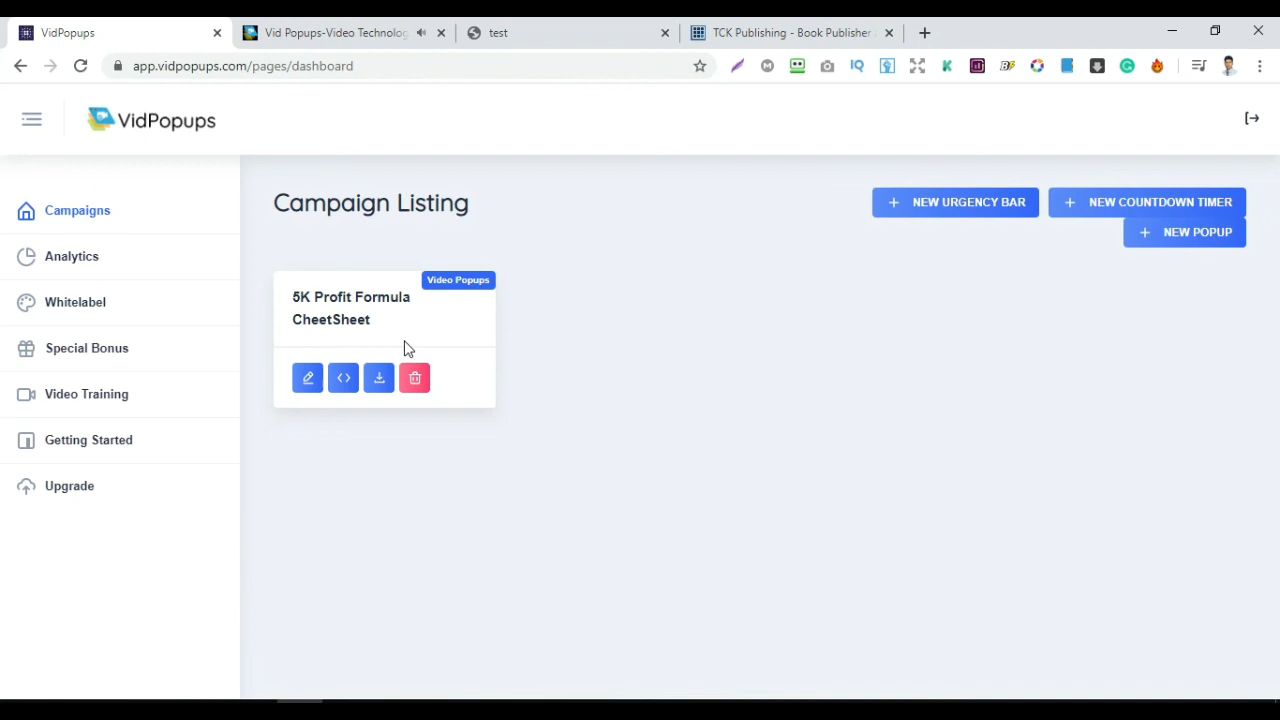 VidPopups
Vid Popups-Video Technolog
test
TCK Publishing - Book Publisher
app.vidpopups.com/pages/dashboard
VidPopups
Campaigns
Analytics
Whitelabel
Special Bonus
Video Training
Getting Started
Upgrade
Campaign Listing
+ NEW URGENCY BAR
+ NEW COUNTDOWN TIMER
+ NEW POPUP
Video Popups
5K Profit Formula
CheetSheet